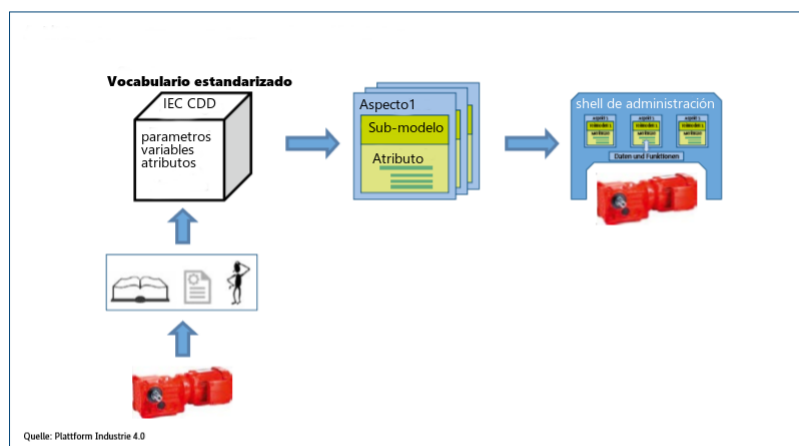 Vocabulario estandarizado
IEC CDD
parametros
variables
atributos
Aspecto1
Sub-modelo
Atributo
shell de administración
Daten und Funktionen
Quelle: Plattform Industrie 4.0